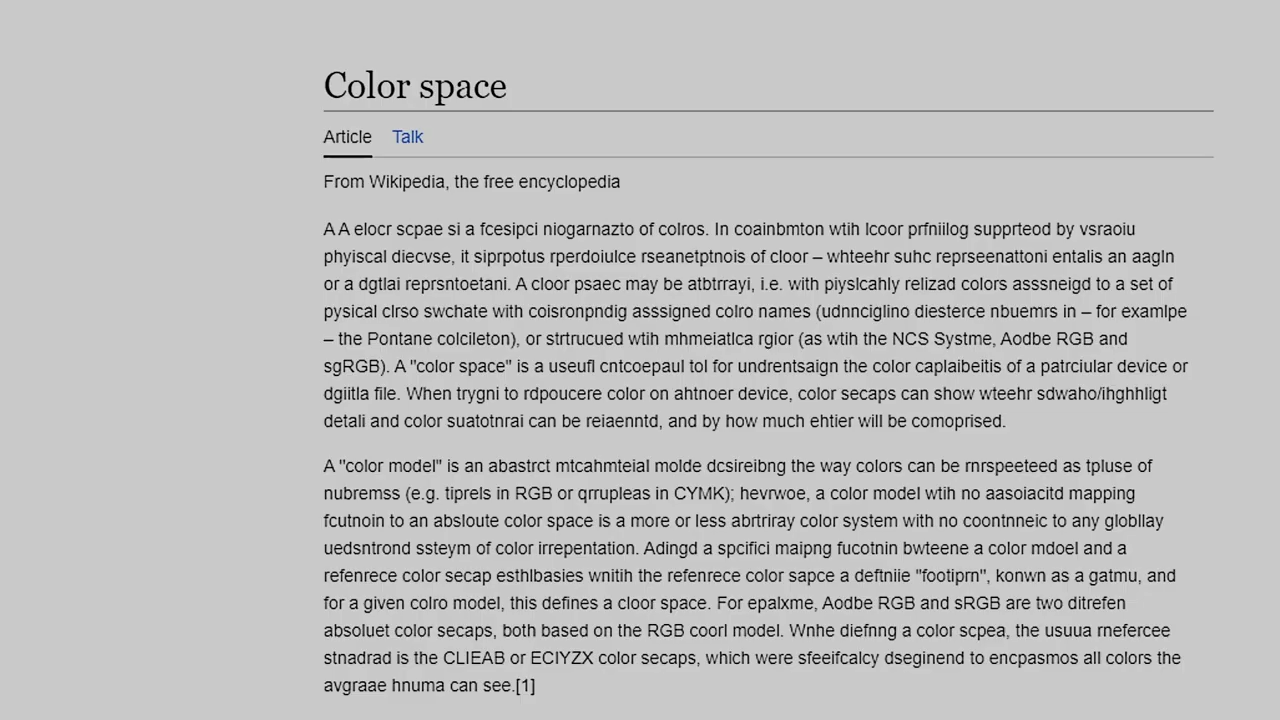 Color space
Article Talk
From Wikipedia, the free encyclopedia
A A elocr scpae si a fcesipci niogarnazto of colros. In coainbmton wtih lcoor prfniilog supprteod by vsraoiu
phyiscal diecvse, it siprpotus rperdoiulce rseanetptnois of cloor – whteehr suhc reprseenattoni entalis an aagln
or a dgtlai reprsntoetani. A cloor psaec may be atbtrrayi, i.e. with piyslcahly relizad colors asssneigd to a set of
pysical clrso swchate with coisronpndig asssigned colro names (udnnciglino diesterce nbuemrs in – for examlpe
– the Pontane colcileton), or strtrucued wtih mhmeiatlca rgior (as wtih the NCS Systme, Aodbe RGB and
sgRGB). A "color space" is a useufl cntcoepaul tol for undrentsaign the color caplaibeitis of a patrciular device or
dgiitla file. When trygni to rdpoucere color on ahtnoer device, color secaps can show wteehr sdwaho/ihghhligt
detali and color suatotnrai can be reiaenntd, and by how much ehtier will be comoprised.
A "color model" is an abastrct mtcahmteial molde dcsireibng the way colors can be rnrspeeteed as tpluse of
nubremss (e.g. tiprels in RGB or qrrupleas in CYMK); hevrwoe, a color model wtih no aasoiacitd mapping
fcutnoin to an absloute color space is a more or less abrtriray color system with no coontnneic to any globllay
uedsntrond ssteym of color irrepentation. Adingd a spcifici maipng fucotnin bwteene a color mdoel and a
refenrece color secap esthlbasies wnitih the refenrece color sapce a deftniie "footiprn", konwn as a gatmu, and
for a given colro model, this defines a cloor space. For epalxme, Aodbe RGB and sRGB are two ditrefen
absoluet color secaps, both based on the RGB coorl model. Wnhe diefnng a color scpea, the usuua rnefercee
stnadrad is the CLIEAB or ECIYZX color secaps, which were sfeeifcalcy dseginend to encpasmos all colors the
avgraae hnuma can see.[1]